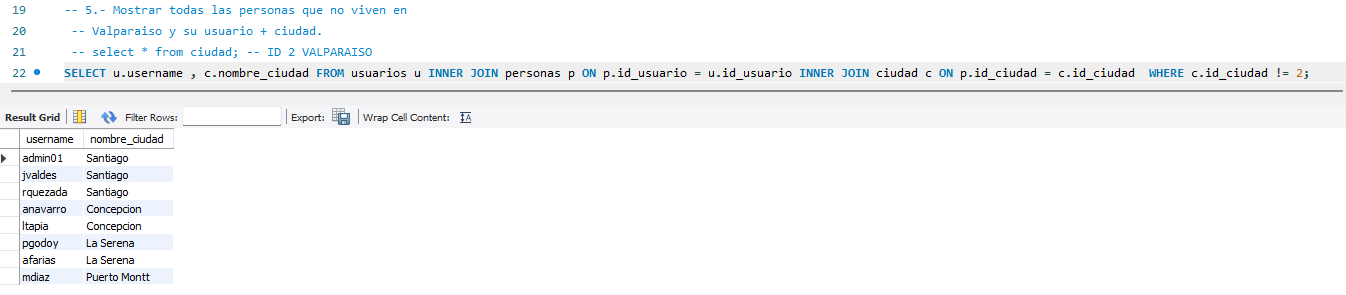 19 -- 5.- Mostrar todas las personas que no viven en
20 -- Valparaiso y su usuario + ciudad.
21 -- select * from ciudad; -- ID 2 VALPARAISO
22 SELECT u.username , c.nombre_ciudad FROM usuarios u INNER JOIN personas p ON p.id_usuario = u.id_usuario INNER JOIN ciudad c ON p.id_ciudad = c.id_ciudad  WHERE c.id_ciudad != 2;
Result Grid Filter Rows: Export: Wrap Cell Content: IA
username nombre_ciudad
admin01 Santiago
jvaldes Santiago
rquezada Santiago
anavarro Concepcion
ltapia Concepcion
pgodoy La Serena
afarias La Serena
mdiaz Puerto Montt